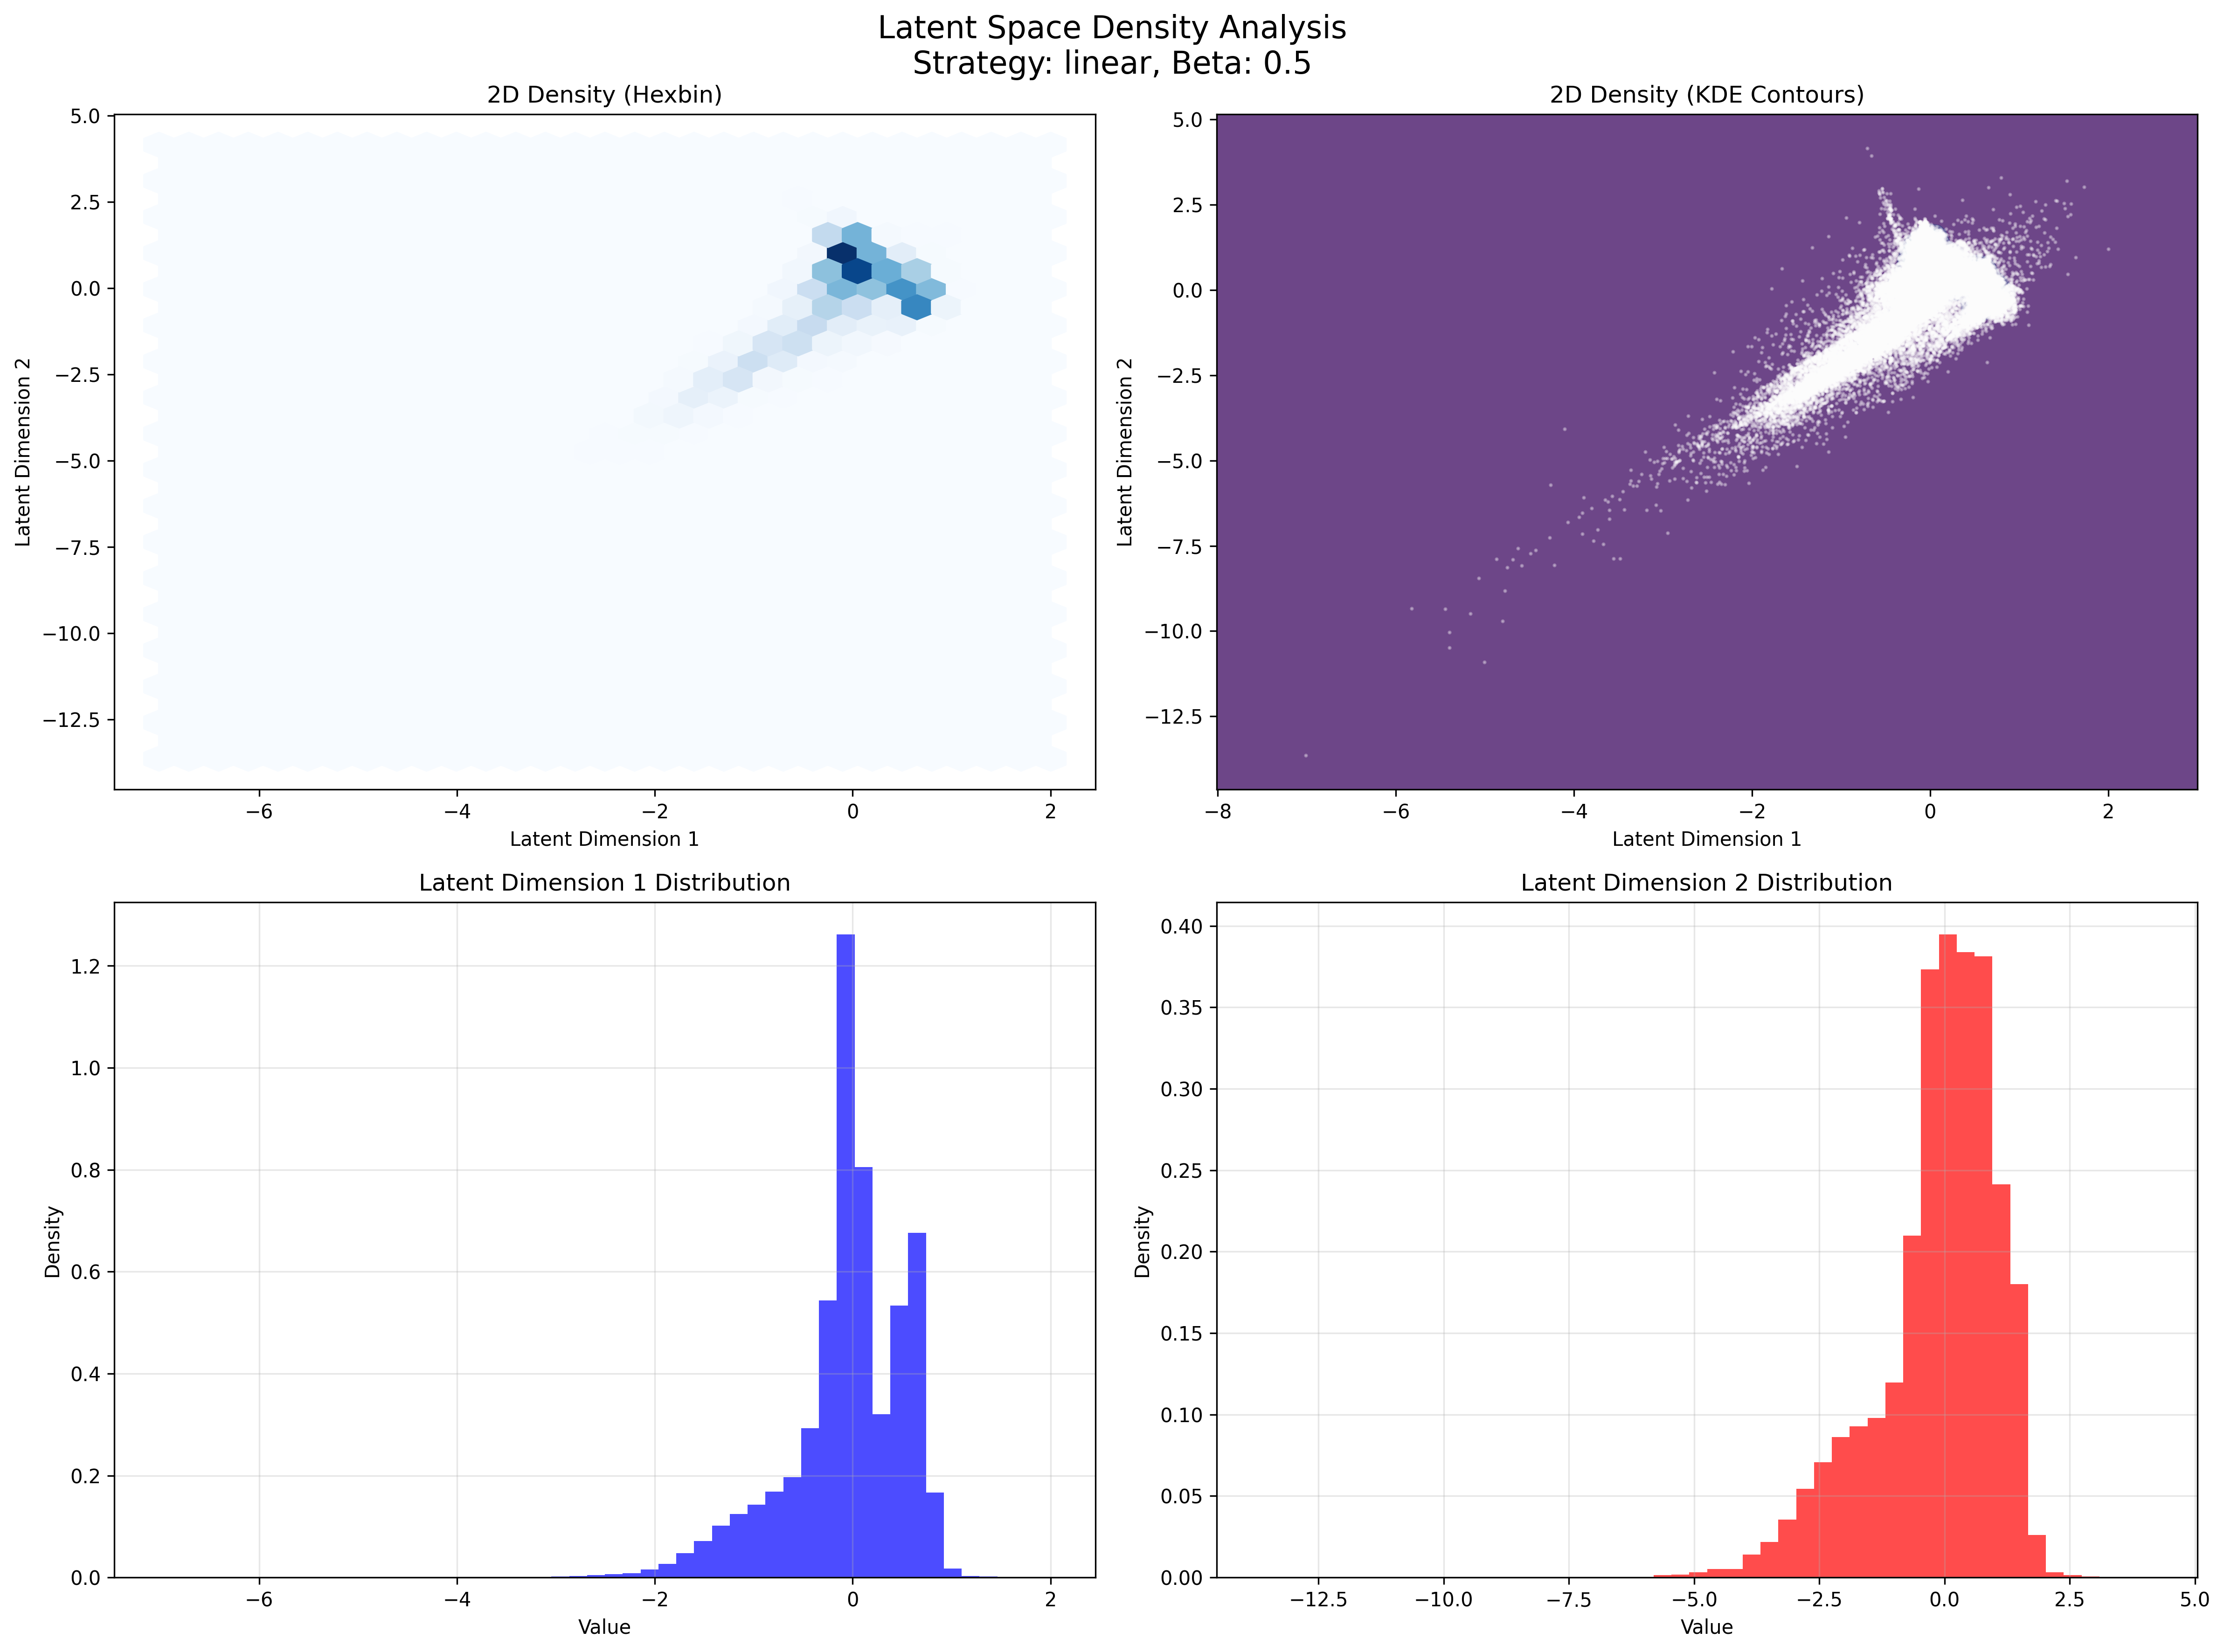 Latent Space Density Analysis
Strategy: linear, Beta: 0.5
2D Density (Hexbin)
5.0
2.5
0.0
−2.5
−5.0
−7.5
−10.0
−12.5
Latent Dimension 2
−6 −4 −2 0 2
Latent Dimension 1
2D Density (KDE Contours)
5.0
2.5
0.0
−2.5
−5.0
−7.5
−10.0
−12.5
Latent Dimension 2
−8 −6 −4 −2 0 2
Latent Dimension 1
Latent Dimension 1 Distribution
1.2
1.0
0.8
0.6
0.4
0.2
0.0
Density
−6 −4 −2 0 2
Value
Latent Dimension 2 Distribution
0.40
0.35
0.30
0.25
0.20
0.15
0.10
0.05
0.00
Density
−12.5 −10.0 −7.5 −5.0 −2.5 0.0 2.5 5.0
Value